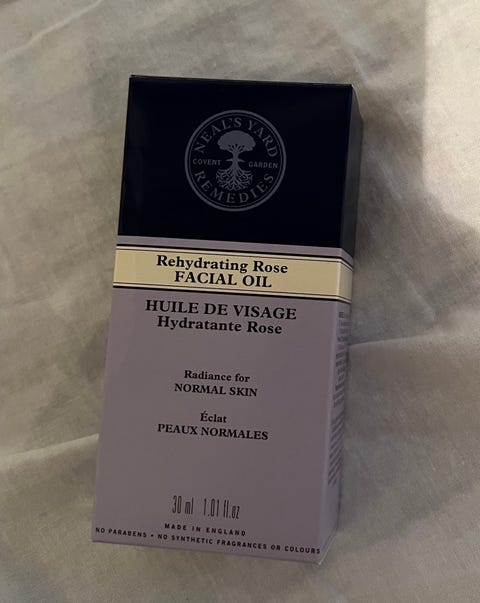 NEAL'S YARD
COVENT GARDEN
REMEDIES
Rehydrating Rose
FACIAL OIL
HUILE DE VISAGE
Hydratante Rose
Radiance for
NORMAL SKIN
Éclat
PEAUX NORMALES
30 ml 1.01 fl.oz
MADE IN ENGLAND
NO PARABENS • NO SYNTHETIC FRAGRANCES OR COLOURS